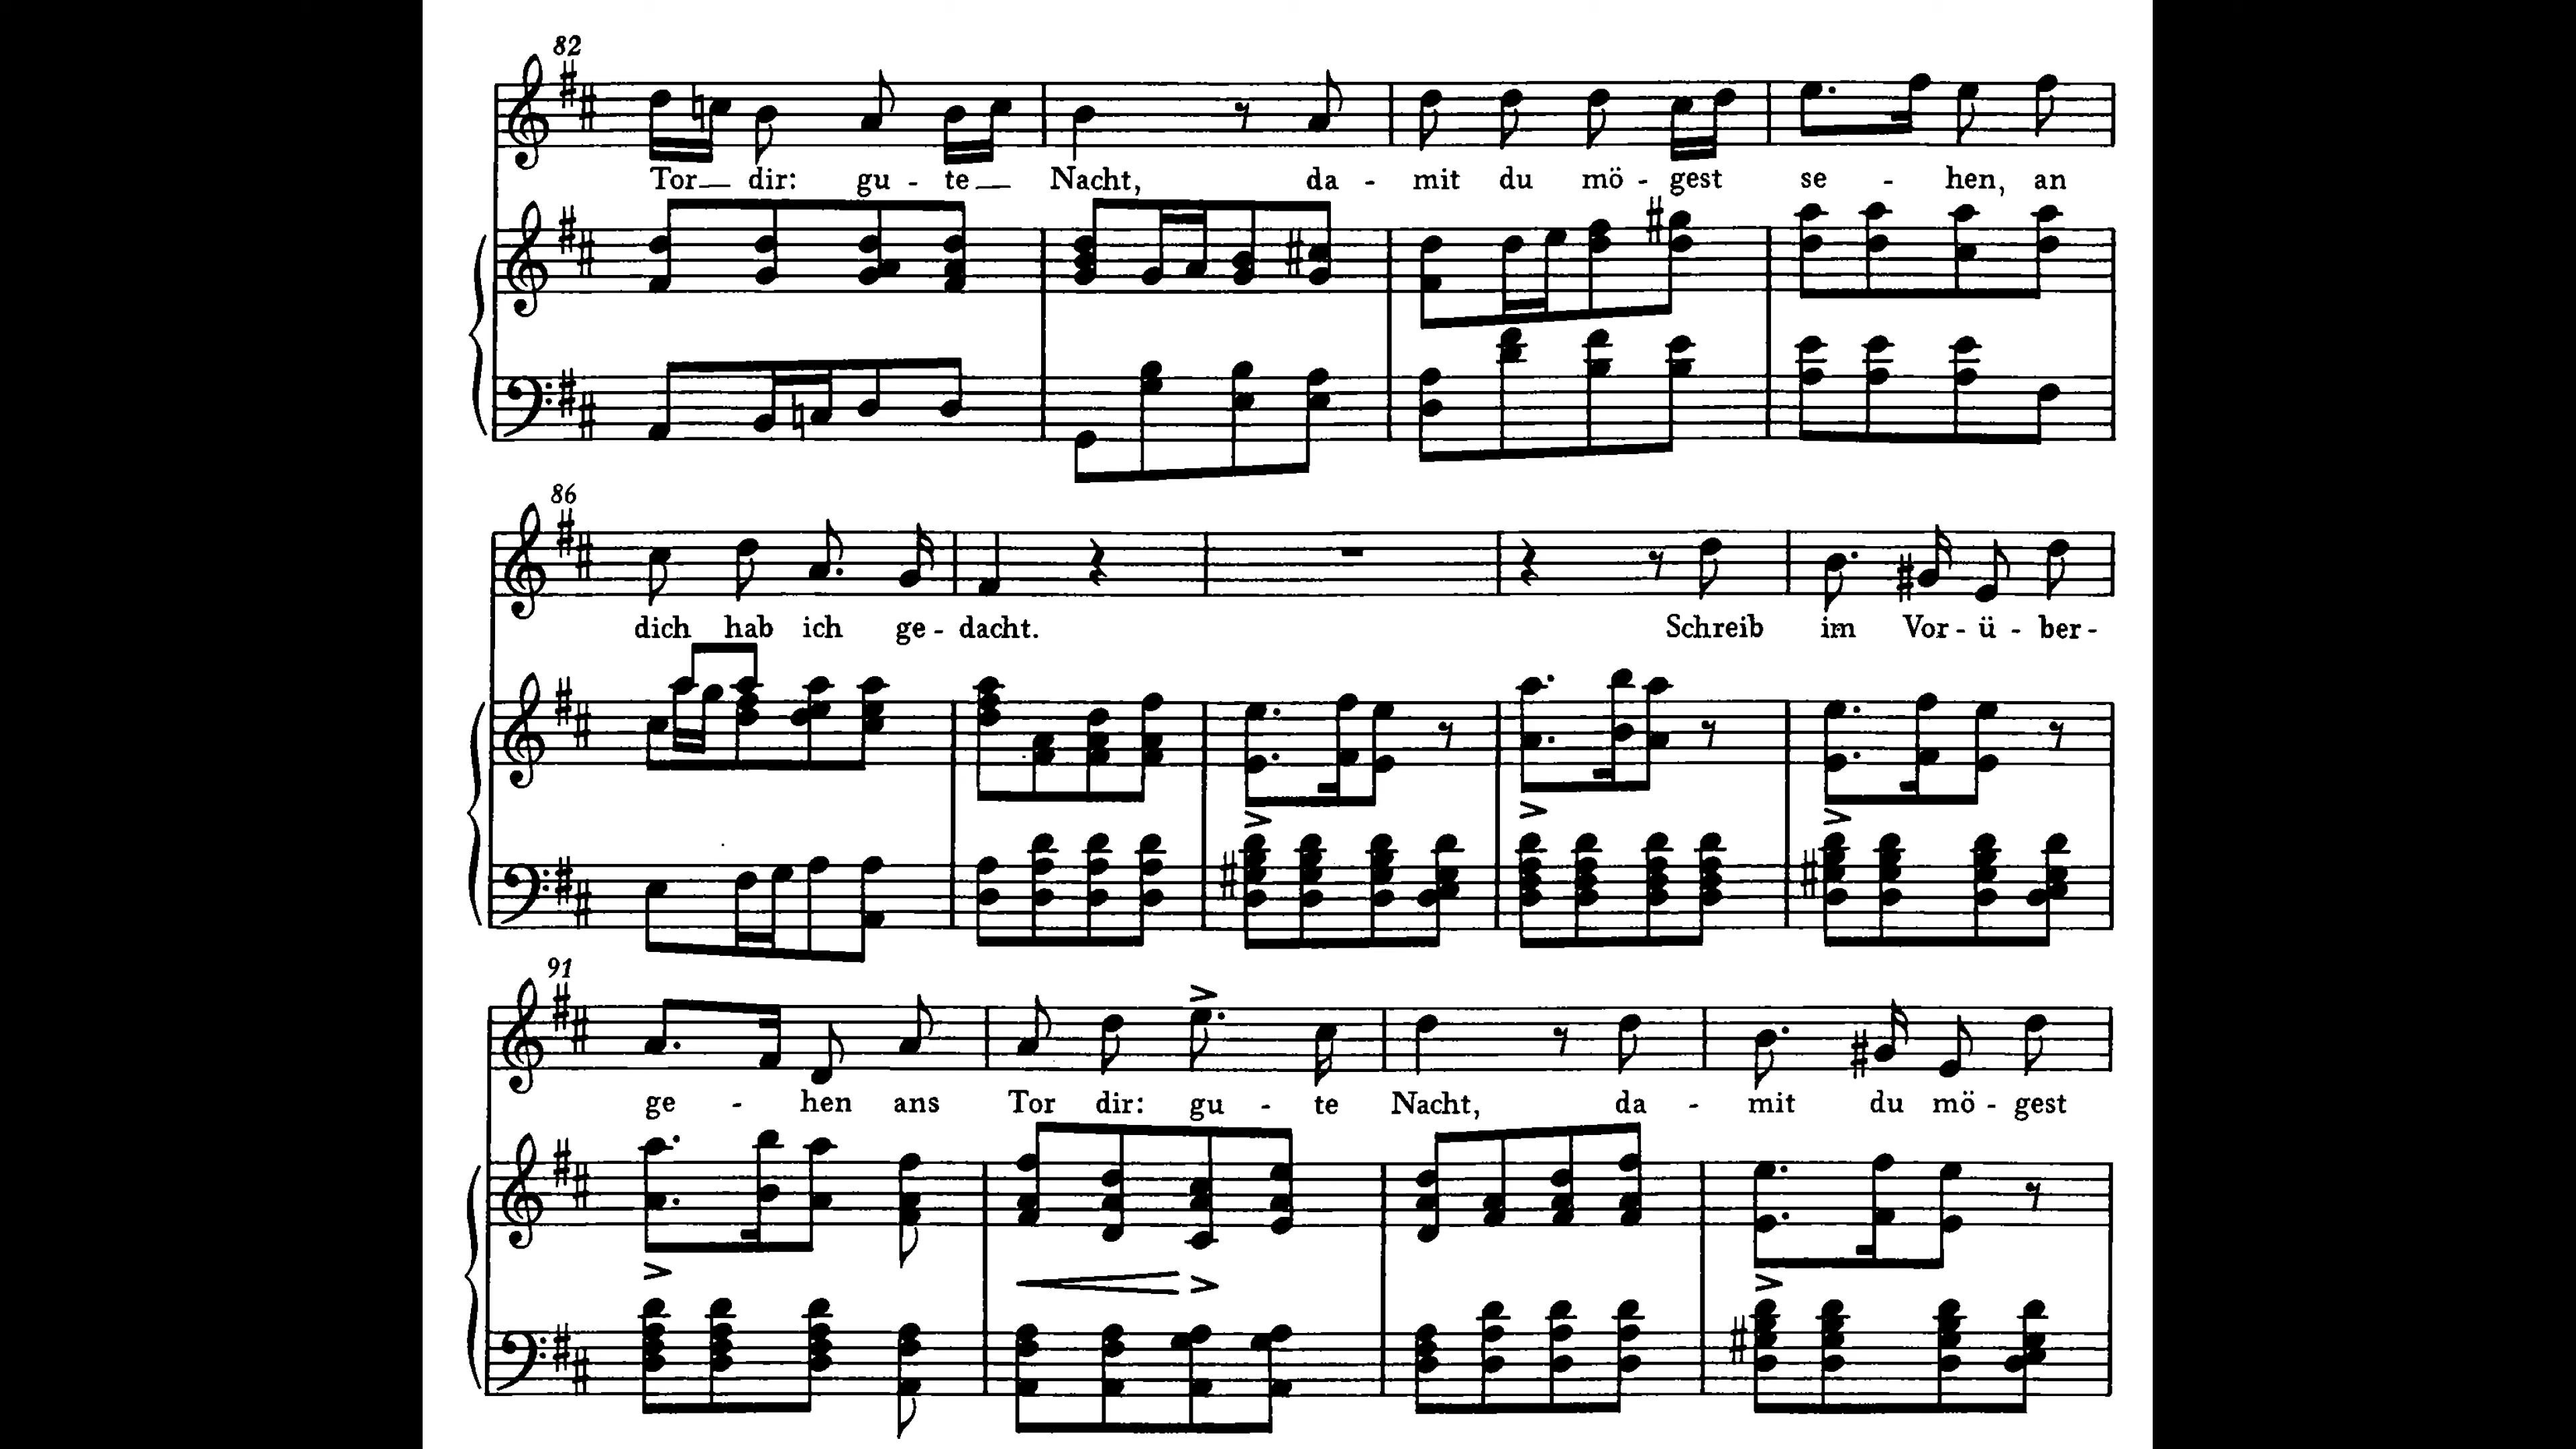 82
Tor— dir: gu - te — Nacht, da - mit du mö - gest se - hen, an
86
dich hab ich ge - dacht. Schreib im Vor - ü - ber -
91
ge - hen ans Tor dir: gu - te Nacht, da - mit du mö - gest